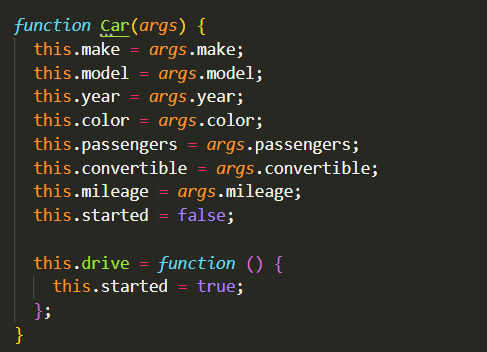 function Car(args) {
  this.make = args.make;
  this.model = args.model;
  this.year = args.year;
  this.color = args.color;
  this.passengers = args.passengers;
  this.convertible = args.convertible;
  this.mileage = args.mileage;
  this.started = false;

  this.drive = function () {
    this.started = true;
  };
}